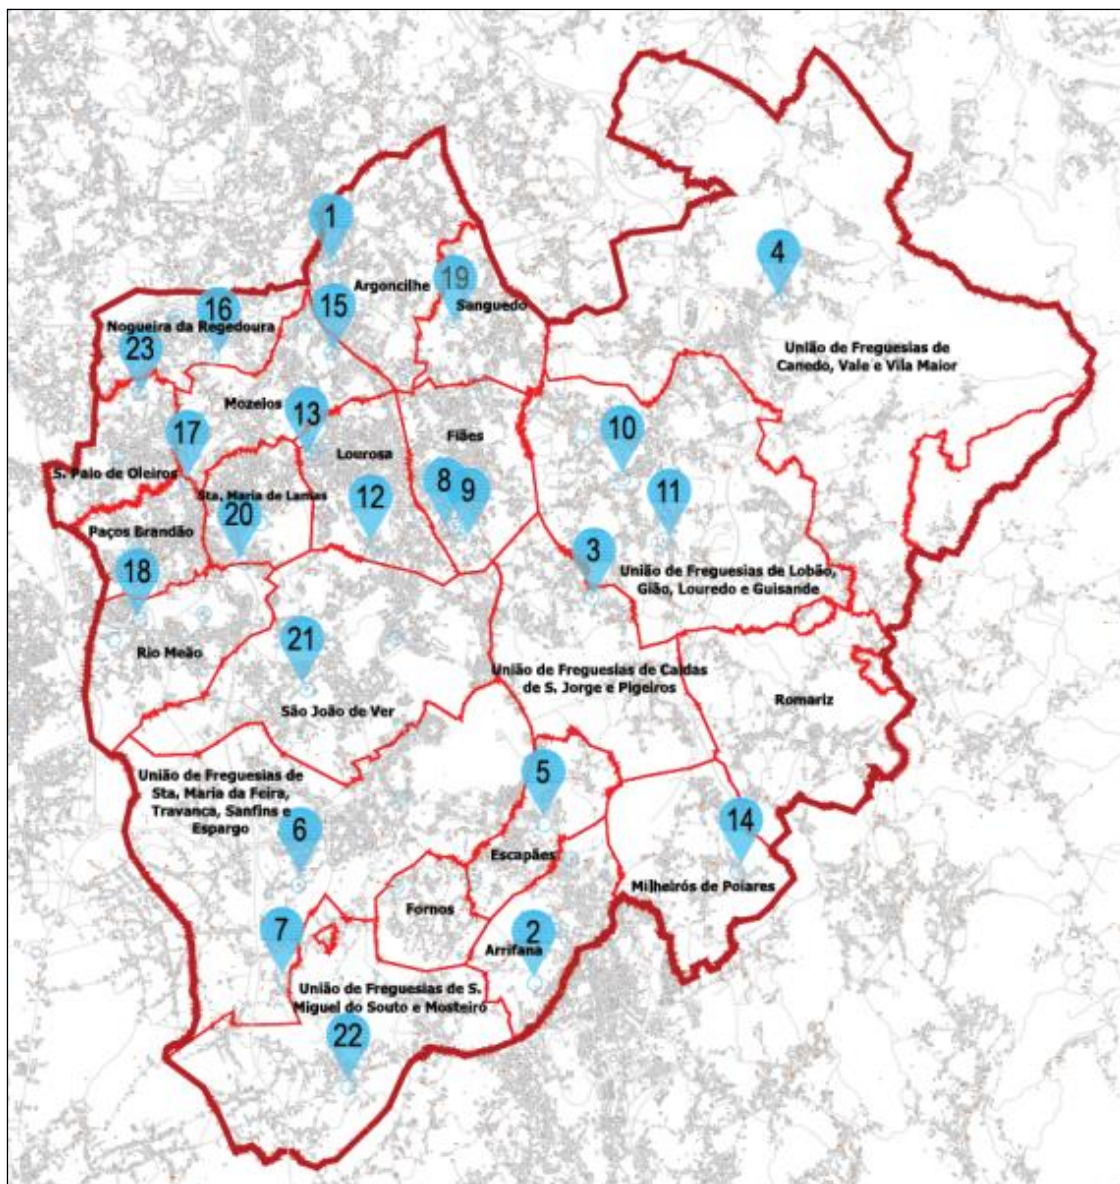 1
4
19
Argoncilhe
15
Sanguedo
16
Nogueira da Regedoura
23
União de Freguesias de
Canedo, Vale e Vila Maior
Mozelos
13
17
Lourosa
Fiães
10
S. Paio de Oleiros
8
9
11
12
Sta. Maria de Lamas
20
Paços Brandão
3
18
União de Freguesias de Lobão,
Gião, Louredo e Guisande
21
Rio Meão
União de Freguesias de Caldas
de S. Jorge e Pigeiros
Romariz
São João de Ver
5
União de Freguesias de
Sta. Maria da Feira,
Travanca, Sanfins e
Espargo
6
14
Escapães
Milheirós de Poiares
Fornos
7
2
Arrifana
União de Freguesias de S.
Miguel do Souto e Mosteirô
22